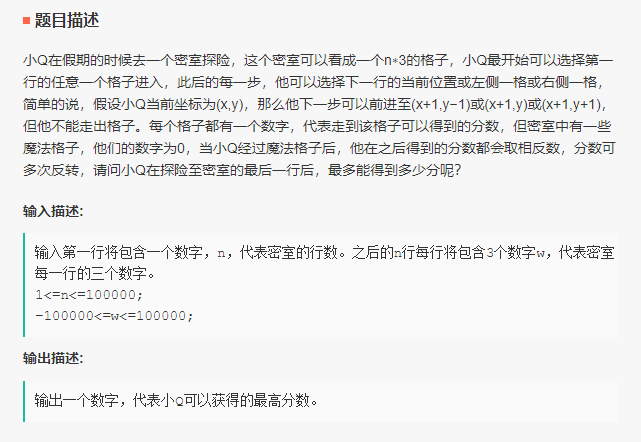 题目描述
小Q在假期的时候去一个密室探险，这个密室可以看成一个n*3的格子，小Q最开始可以选择第一
行的任意一个格子进入，此后的每一步，他可以选择下一行的当前位置或左侧一格或右侧一格，
简单的说，假设小Q当前坐标为(x,y)，那么他下一步可以前进至(x+1,y−1)或(x+1,y)或(x+1,y+1)，
但他不能走出格子。每个格子都有一个数字，代表走到该格子可以得到的分数，但密室中有一些
魔法格子，他们的数字为0，当小Q经过魔法格子后，他在之后得到的分数都会取相反数，分数可
多次反转，请问小Q在探险至密室的最后一行后，最多能得到多少分呢？
输入描述:
输入第一行将包含一个数字，n，代表密室的行数。之后的n行每行将包含3个数字w，代表密室
每一行的三个数字。
1<=n<=100000;
-100000<=w<=100000;
输出描述:
输出一个数字，代表小Q可以获得的最高分数。